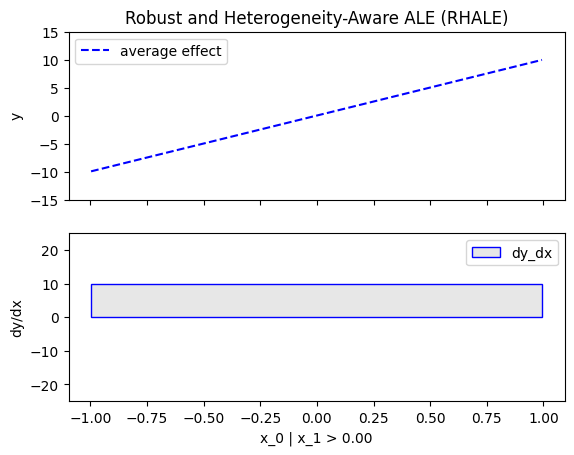 Robust and Heterogeneity-Aware ALE (RHALE)
15
10
5
0
−5
−10
−15
y
average effect
20
10
0
−10
−20
dy/dx
dy_dx
−1.00 −0.75 −0.50 −0.25 0.00 0.25 0.50 0.75 1.00
x_0 | x_1 > 0.00